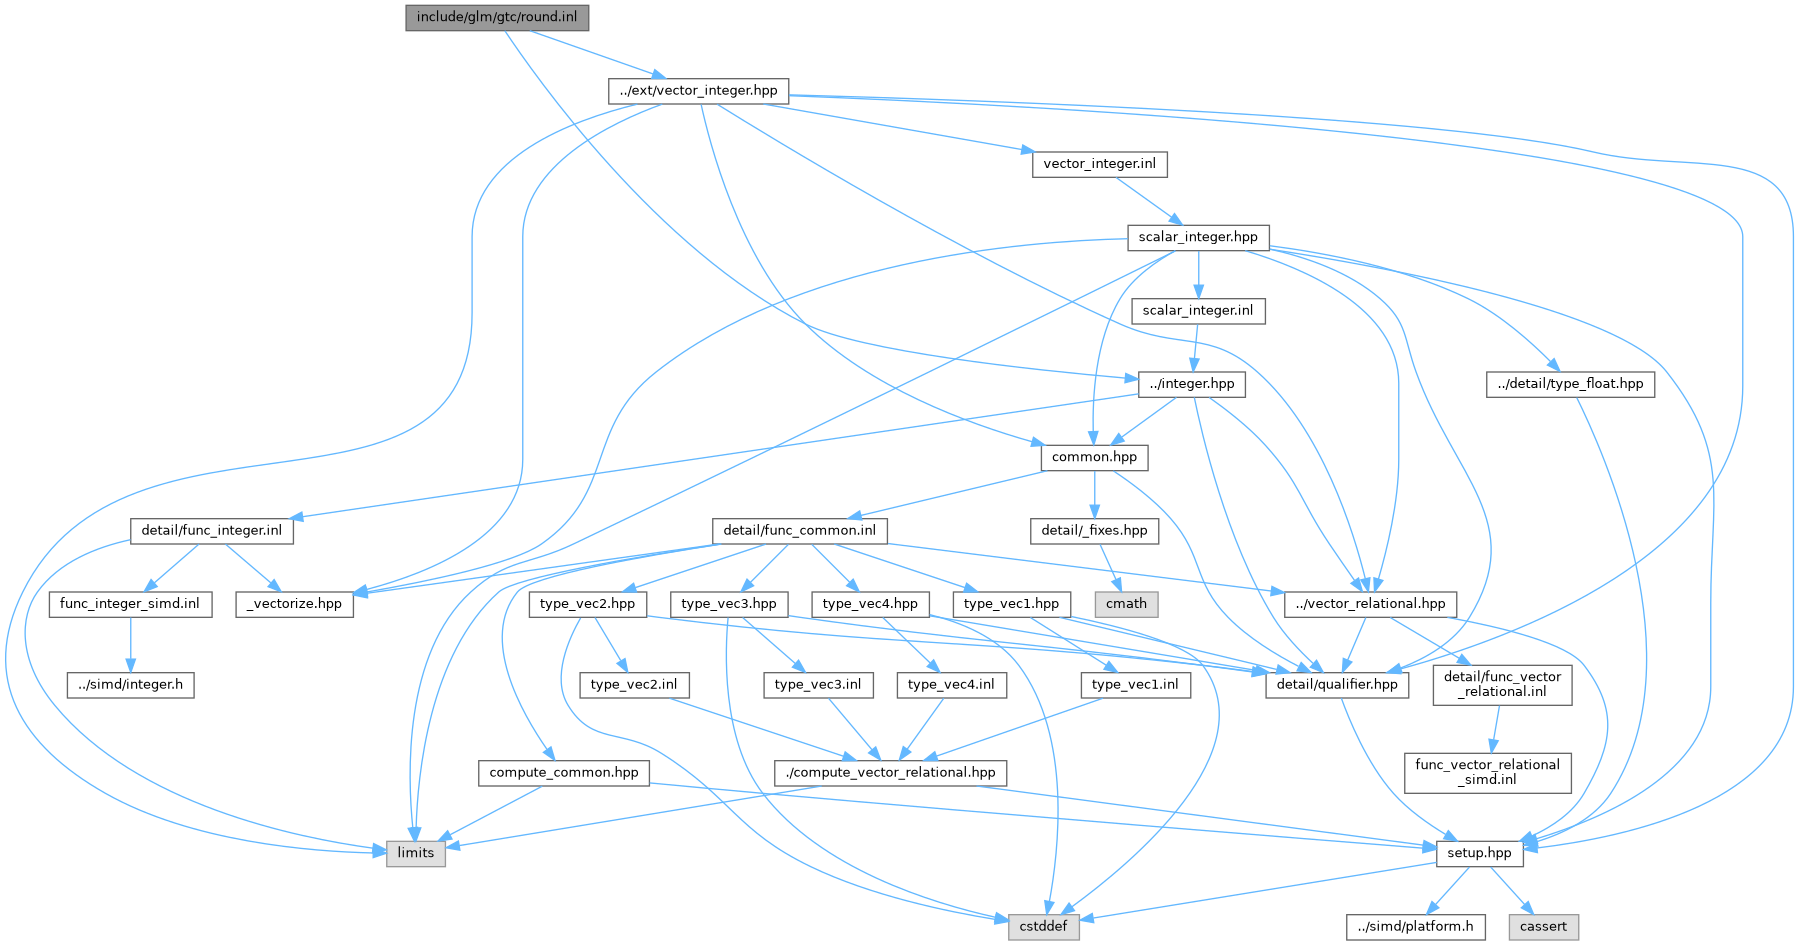 include/glm/gtc/round.inl
../ext/vector_integer.hpp
vector_integer.inl
scalar_integer.hpp
scalar_integer.inl
../integer.hpp
../detail/type_float.hpp
common.hpp
detail/func_integer.inl
detail/func_common.inl
detail/_fixes.hpp
func_integer_simd.inl
_vectorize.hpp
type_vec2.hpp
type_vec3.hpp
type_vec4.hpp
type_vec1.hpp
cmath
../vector_relational.hpp
../simd/integer.h
type_vec2.inl
type_vec3.inl
type_vec4.inl
type_vec1.inl
detail/qualifier.hpp
detail/func_vector
_relational.inl
compute_common.hpp
./compute_vector_relational.hpp
func_vector_relational
_simd.inl
limits
setup.hpp
cstddef
../simd/platform.h
cassert